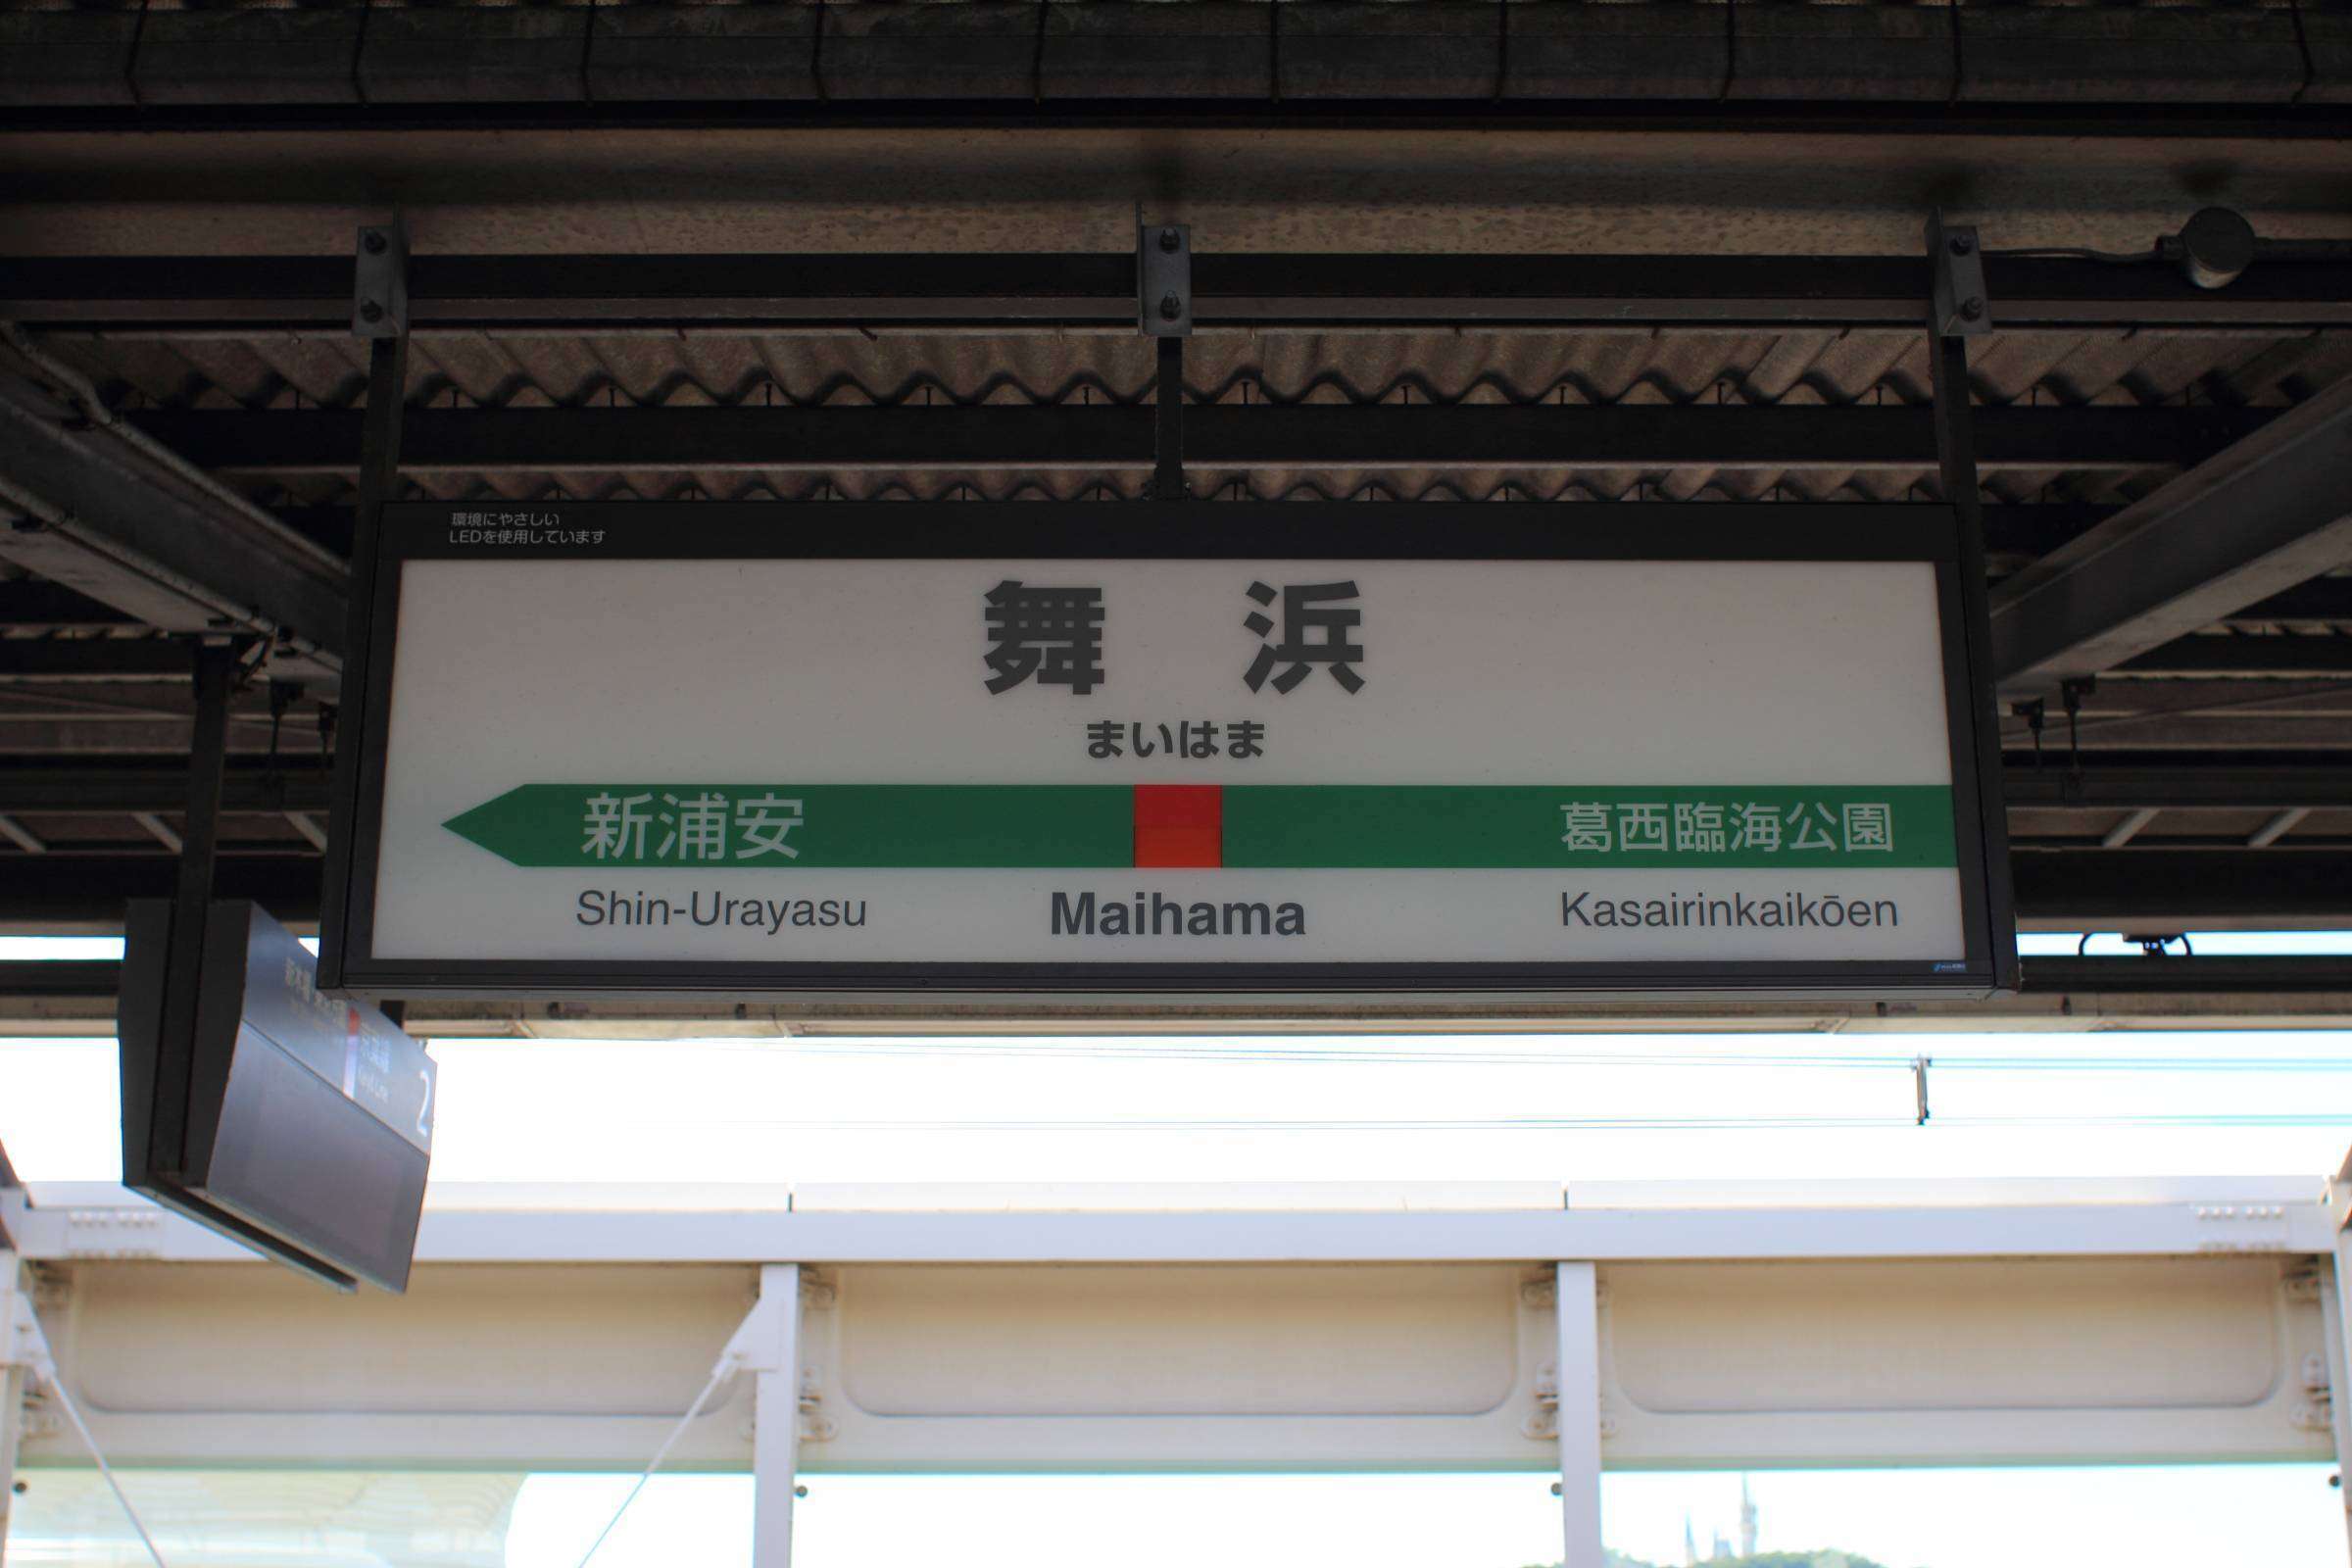 環境にやさしい
LEDを使用しています
舞 浜
まいはま
新浦安 葛西臨海公園
Shin-Urayasu Maihama Kasairinkaikōen
2